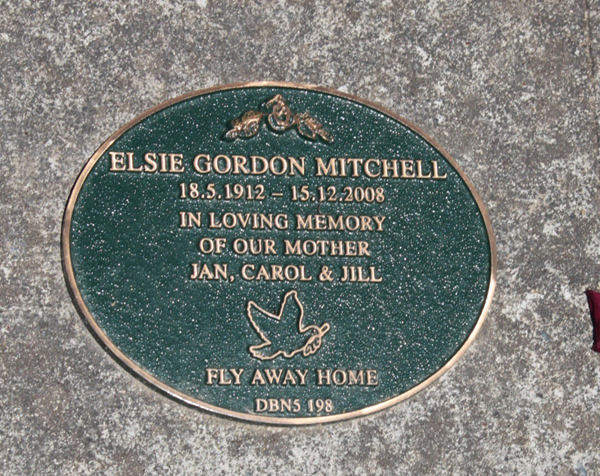 ELSIE GORDON MITCHELL
18.5.1912 – 15.12.2008
IN LOVING MEMORY
OF OUR MOTHER
JAN, CAROL & JILL
FLY AWAY HOME
DBN5 198